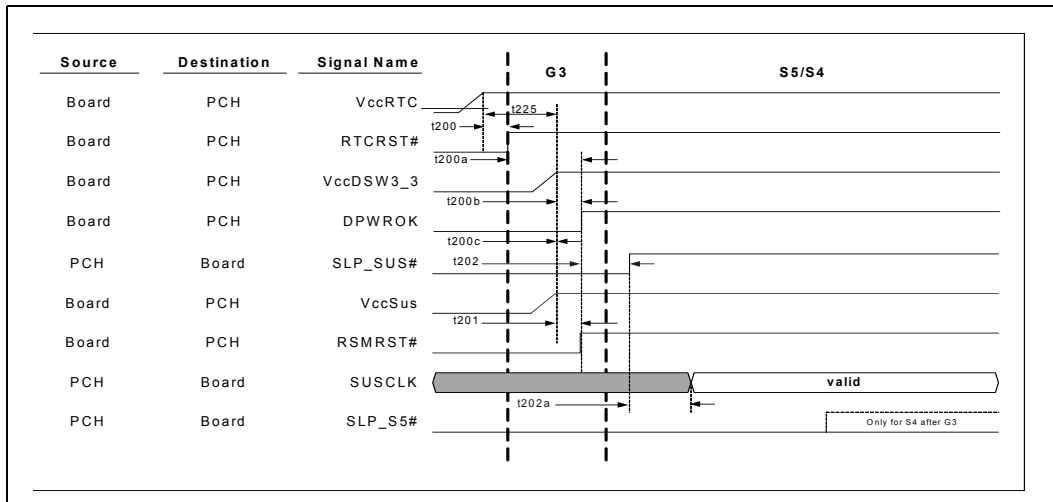 Source Destination Signal Name G3 S5/S4
Board PCH VccRTC
t225
t200
Board PCH RTCRST#
t200a
Board PCH VccDSW3_3
t200b
Board PCH DPWROK
t200c
t202
PCH Board SLP_SUS#
Board PCH VccSus
t201
Board PCH RSMRST#
PCH Board SUSCLK valid
t202a
PCH Board SLP_S5# Only for S4 after G3